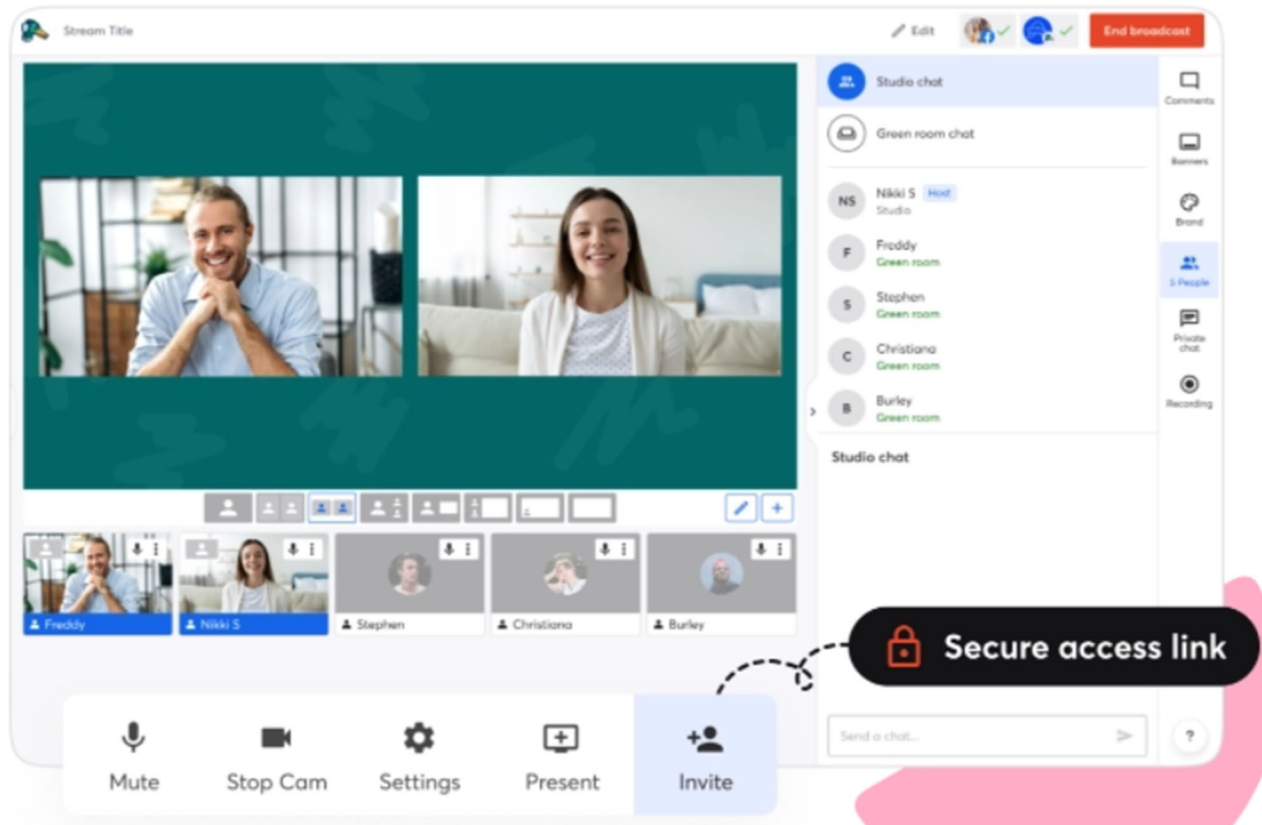 Stream Title
Edit
End broadcast
Studio chat
Green room chat
NS
Nikki S Host
Studio
F
Freddy
Green room
S
Stephen
Green room
C
Christiana
Green room
B
Burley
Green room
Studio chat
Comments
Banners
Brand
5 People
Private
chat
Recording
Freddy
Nikki S
Stephen
Christiana
Burley
Secure access link
Send a chat...
?
Mute
Stop Cam
Settings
Present
Invite